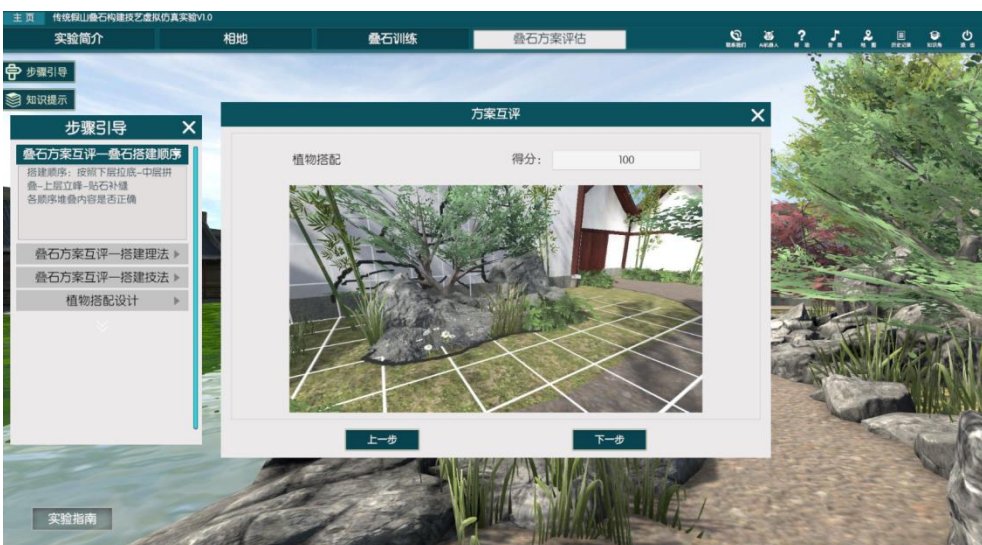 主页 传统假山叠石构建技艺虚拟仿真实验V1.0
实验简介 相地 叠石训练 叠石方案评估
步骤引导
知识提示
步骤引导
叠石方案互评—叠石搭建顺序
搭建顺序：按照下层拉底-中层拼
叠-上层立峰-贴石补缝
各顺序堆叠内容是否正确
叠石方案互评—搭建理法
叠石方案互评—搭建技法
植物搭配设计
方案互评
植物搭配 得分： 100
上一步 下一步
实验指南